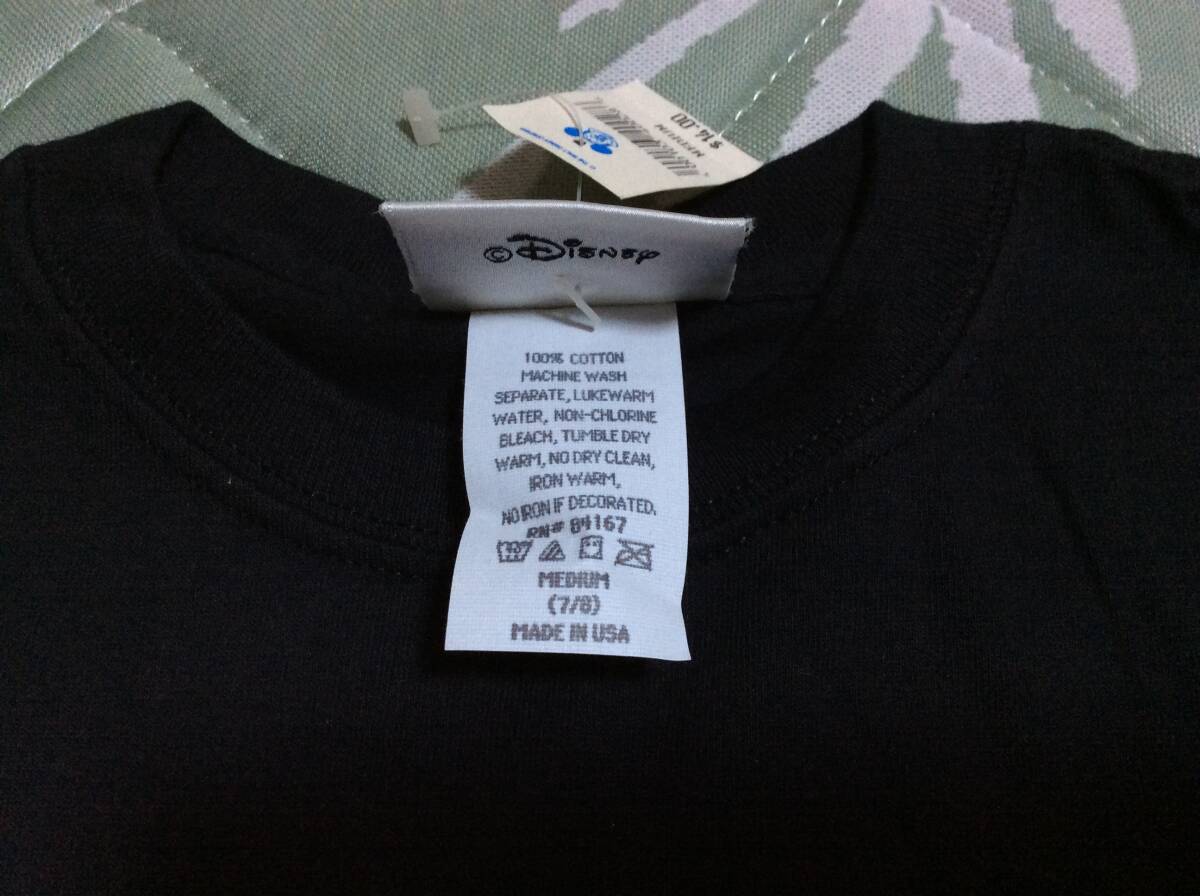 $14.00
MEDIUM
©Disney
100% COTTON
MACHINE WASH
SEPARATE, LUKEWARM
WATER, NON-CHLORINE
BLEACH, TUMBLE DRY
WARM, NO DRY CLEAN,
IRON WARM,
NO IRON IF DECORATED.
RN# 84167
MEDIUM
(7/8)
MADE IN USA